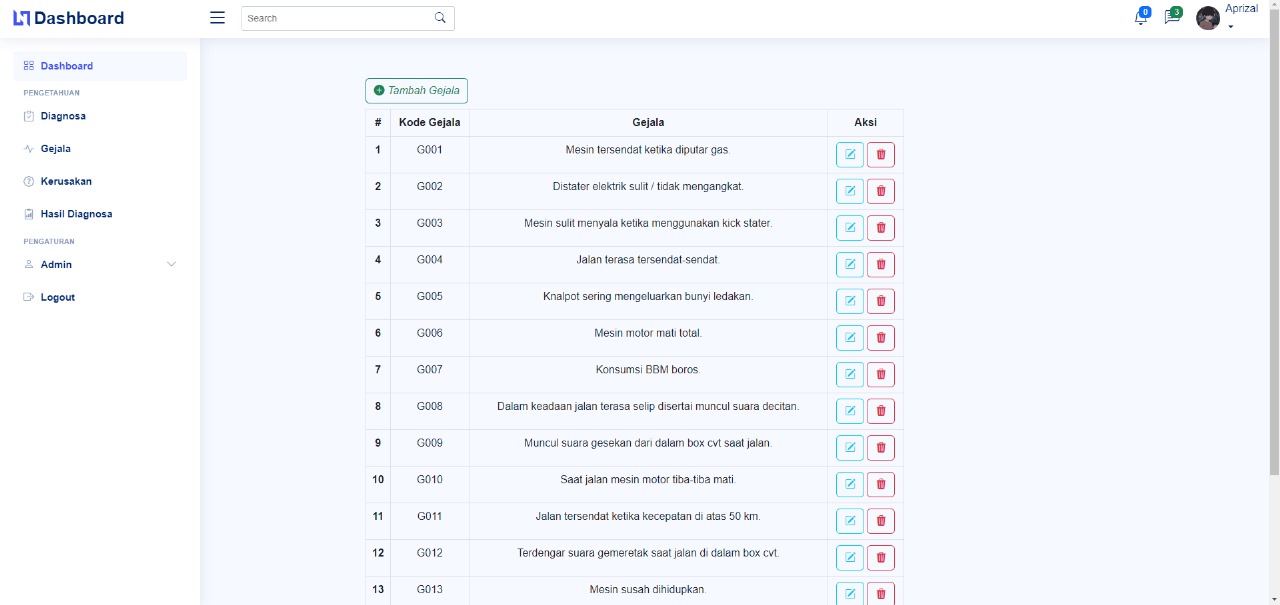 Dashboard
Search
0
3
Aprizal
Dashboard
PENGETAHUAN
Diagnosa
Gejala
Kerusakan
Hasil Diagnosa
PENGATURAN
Admin
Logout
Tambah Gejala
# Kode Gejala Gejala Aksi
1 G001 Mesin tersendat ketika diputar gas.
2 G002 Distater elektrik sulit / tidak mengangkat.
3 G003 Mesin sulit menyala ketika menggunakan kick stater.
4 G004 Jalan terasa tersendat-sendat.
5 G005 Knalpot sering mengeluarkan bunyi ledakan.
6 G006 Mesin motor mati total.
7 G007 Konsumsi BBM boros.
8 G008 Dalam keadaan jalan terasa selip disertai muncul suara decitan.
9 G009 Muncul suara gesekan dari dalam box cvt saat jalan.
10 G010 Saat jalan mesin motor tiba-tiba mati.
11 G011 Jalan tersendat ketika kecepatan di atas 50 km.
12 G012 Terdengar suara gemeretak saat jalan di dalam box cvt.
13 G013 Mesin susah dihidupkan.